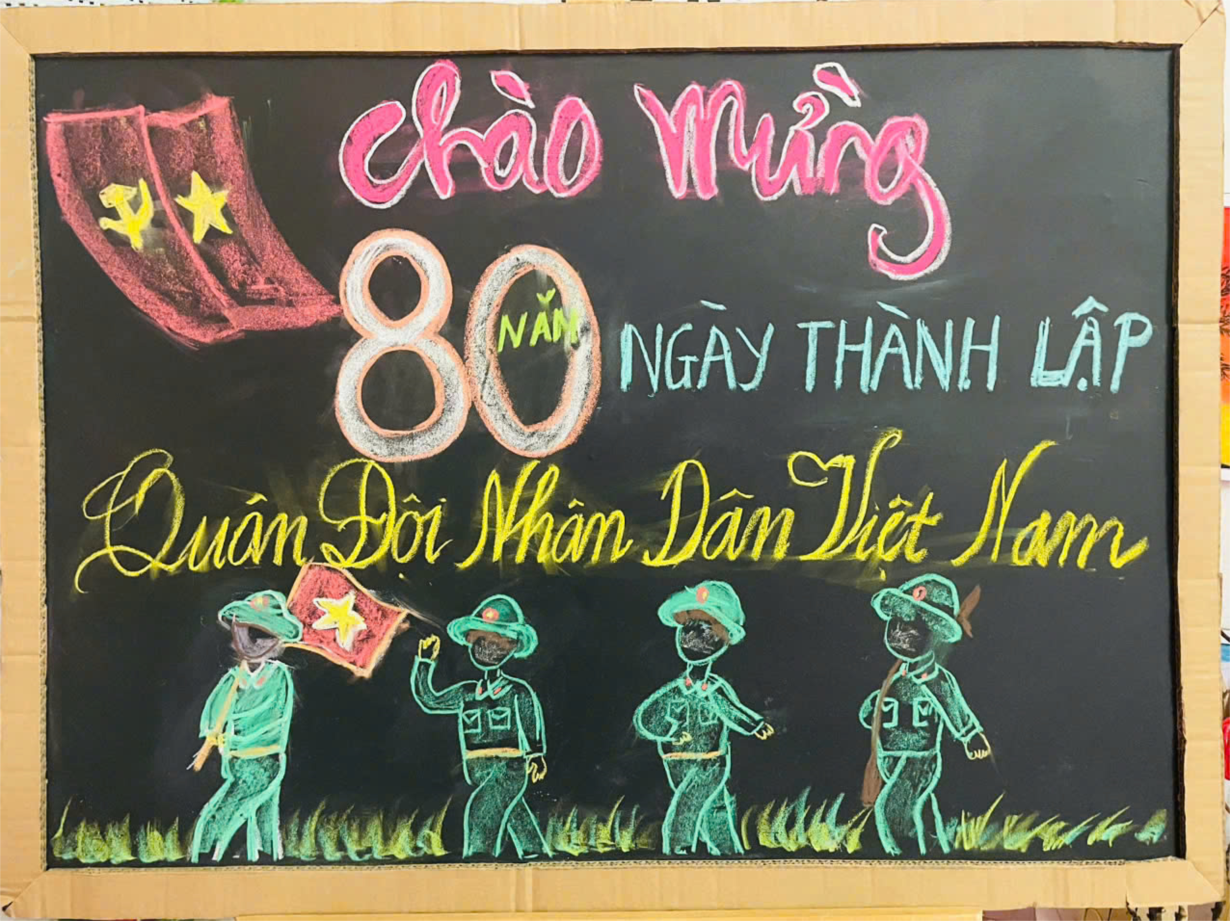 Chào mừng
80 NĂM NGÀY THÀNH LẬP
Quân Đội Nhân Dân Việt Nam